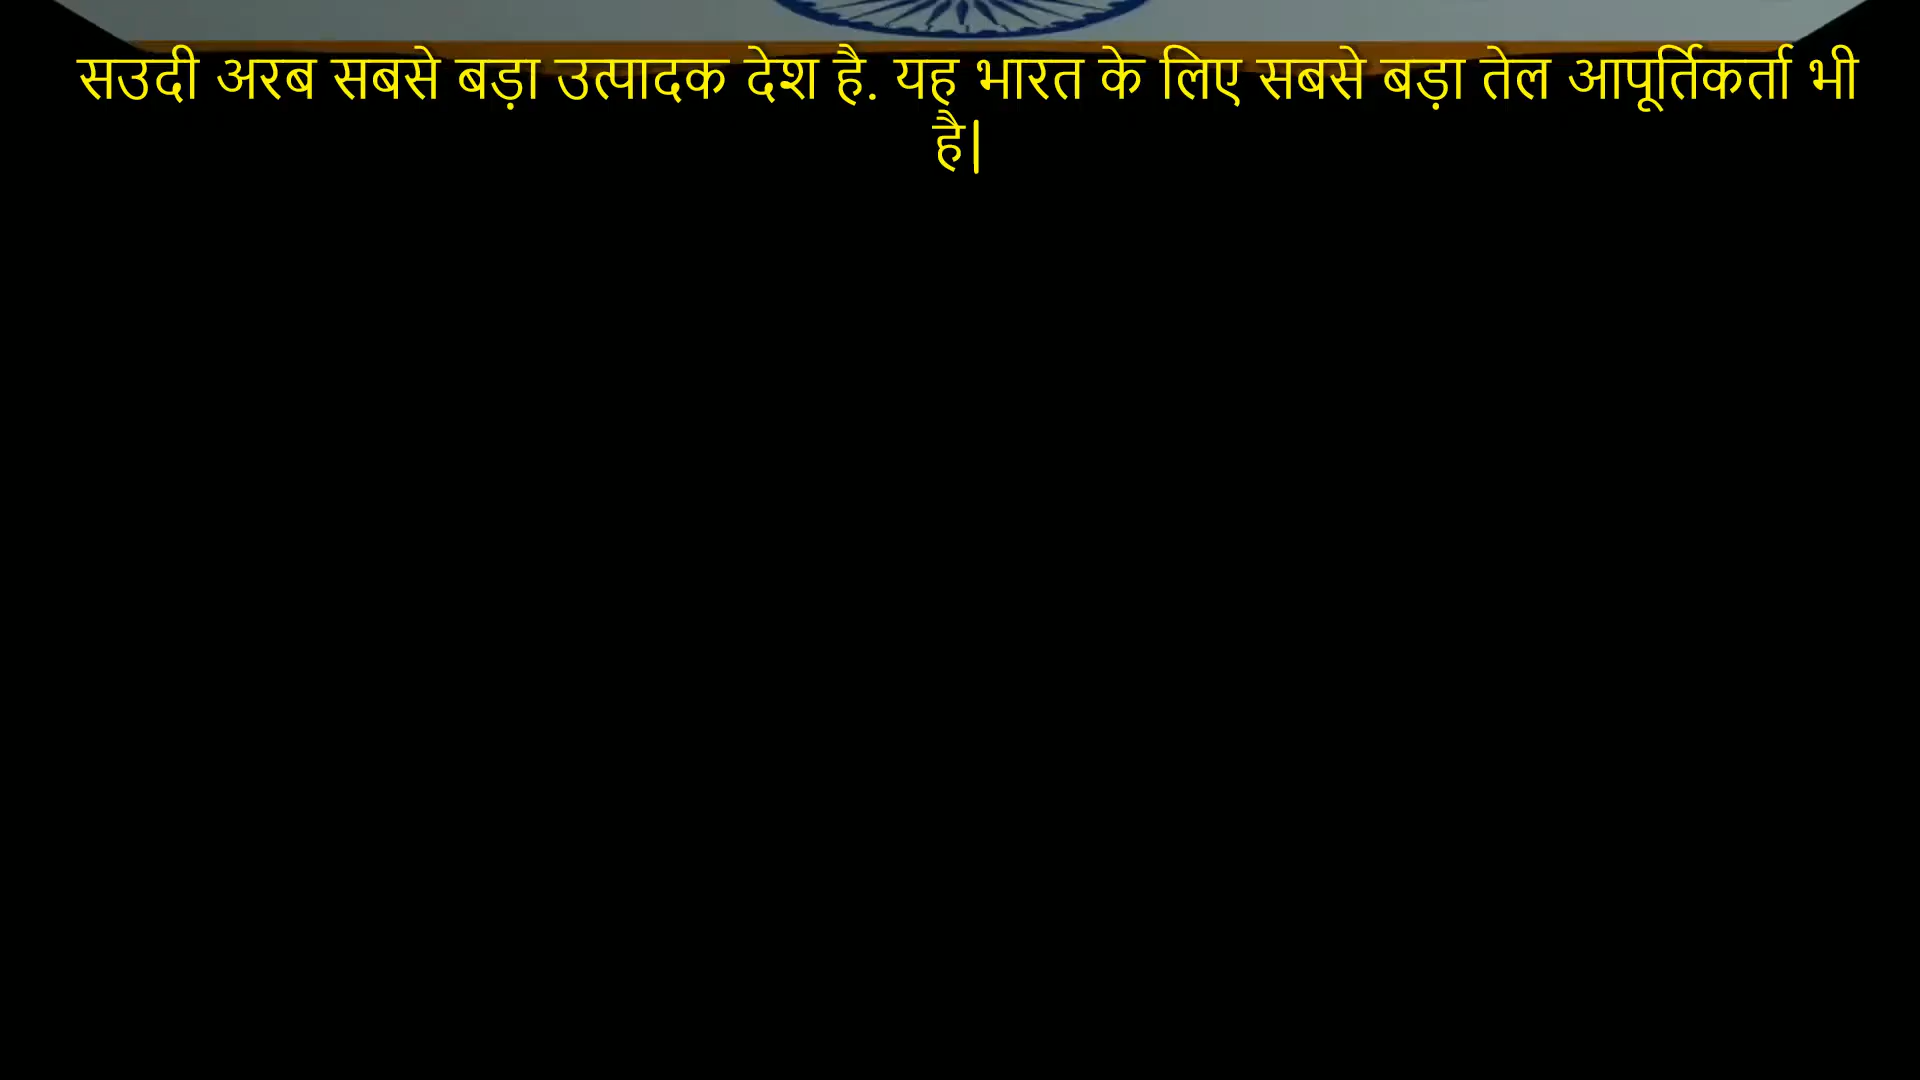 सउदी अरब सबसे बड़ा उत्पादक देश है. यह भारत के लिए सबसे बड़ा तेल आपूर्तिकर्ता भी
है|